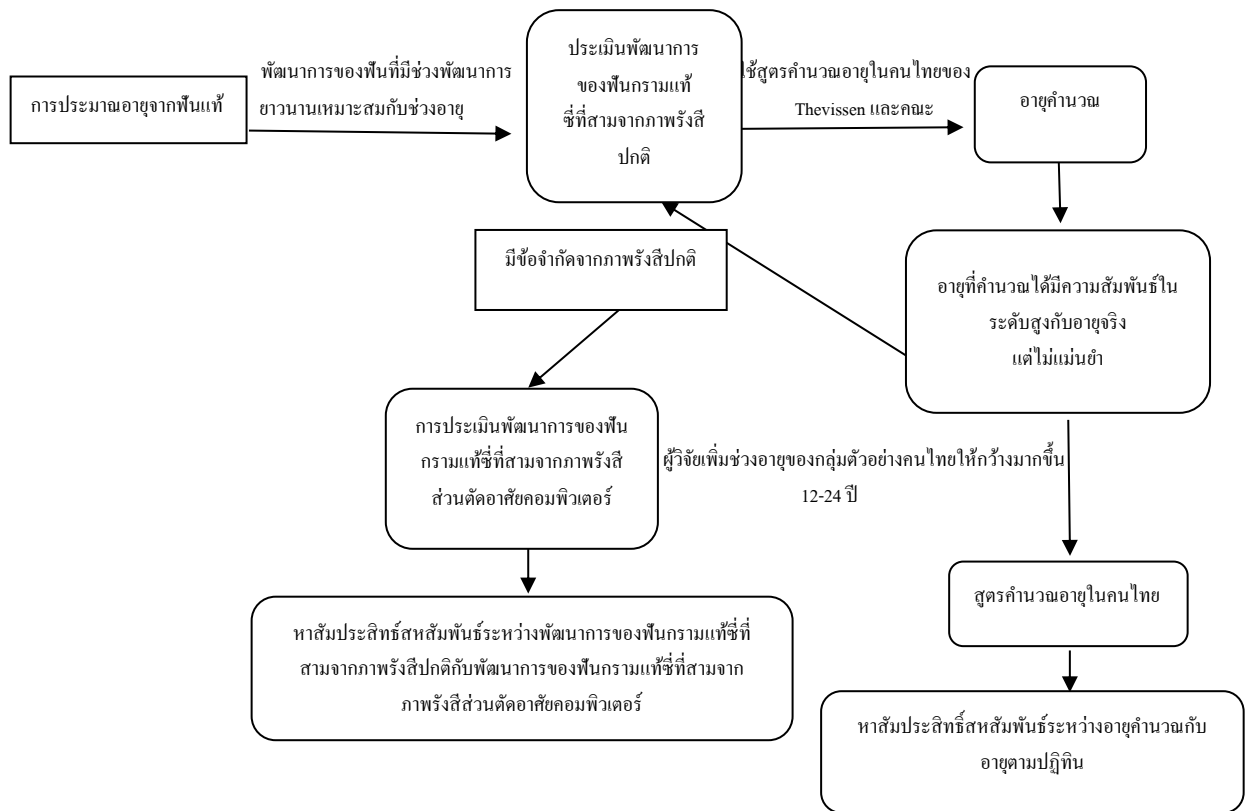 การประมาณอายุจากฟันแท้
พัฒนาการของฟันที่มีช่วงพัฒนาการ
ยาวนานเหมาะสมกับช่วงอายุ
ประเมินพัฒนาการ
ของฟันกรามแท้
ซี่ที่สามจากภาพรังสี
ปกติ
ใช้สูตรคำนวณอายุในคนไทยของ
Thevissen และคณะ
อายุคำนวณ
มีข้อจำกัดจากภาพรังสีปกติ
อายุที่คำนวณได้มีความสัมพันธ์ใน
ระดับสูงกับอายุจริง
แต่ไม่แม่นยำ
การประเมินพัฒนาการของฟัน
กรามแท้ซี่ที่สามจากภาพรังสี
ส่วนตัดอาศัยคอมพิวเตอร์
ผู้วิจัยเพิ่มช่วงอายุของกลุ่มตัวอย่างคนไทยให้กว้างมากขึ้น
12-24 ปี
สูตรคำนวณอายุในคนไทย
หาสัมประสิทธ์สหสัมพันธ์ระหว่างพัฒนาการของฟันกรามแท้ซี่ที่
สามจากภาพรังสีปกติกับพัฒนาการของฟันกรามแท้ซี่ที่สามจาก
ภาพรังสีส่วนตัดอาศัยคอมพิวเตอร์
หาสัมประสิทธิ์สหสัมพันธ์ระหว่างอายุคำนวณกับ
อายุตามปฏิทิน